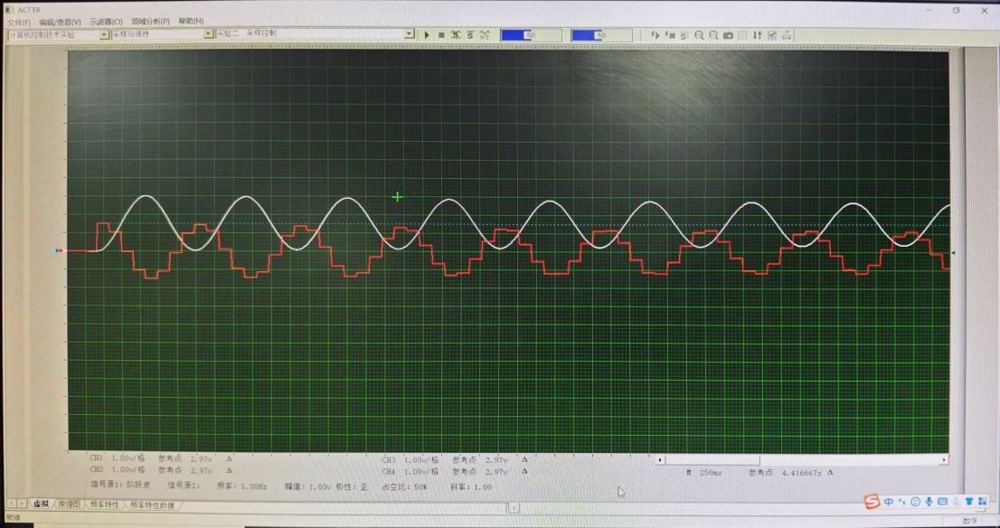 ACT18
文件(F) 编辑/查看(V) 示波器(O) 频域分析(P) 帮助(H)
计算机控制技术实验 采样与保持 实验二 采样控制 50 50
CH1 1.00v/格 参考点 2.97v Δ CH3 1.00v/格 参考点 2.97v Δ
CH2 1.00v/格 参考点 2.97v Δ CH4 1.00v/格 参考点 2.97v Δ 250ms 参考点 4.416667s Δ
信号源1: 阶跃波 信号源2: 频率: 1.00Hz 幅值: 1.00v 极性: 正 占空比: 50% 斜率: 1.00
虚拟 原理图 频率特性 频率特性数据
中
就绪 数字